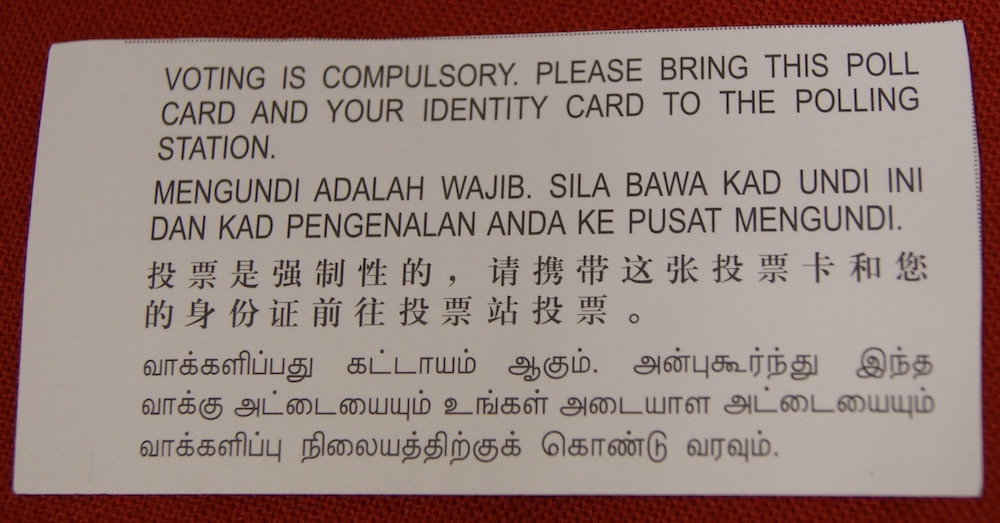 VOTING IS COMPULSORY. PLEASE BRING THIS POLL
CARD AND YOUR IDENTITY CARD TO THE POLLING
STATION.
MENGUNDI ADALAH WAJIB. SILA BAWA KAD UNDI INI
DAN KAD PENGENALAN ANDA KE PUSAT MENGUNDI.
投票是强制性的，请携带这张投票卡和您
的身份证前往投票站投票。
வாக்களிப்பது கட்டாயம் ஆகும். அன்புகூர்ந்து இந்த
வாக்கு அட்டையையும் உங்கள் அடையாள அட்டையையும்
வாக்களிப்பு நிலையத்திற்குக் கொண்டு வரவும்.